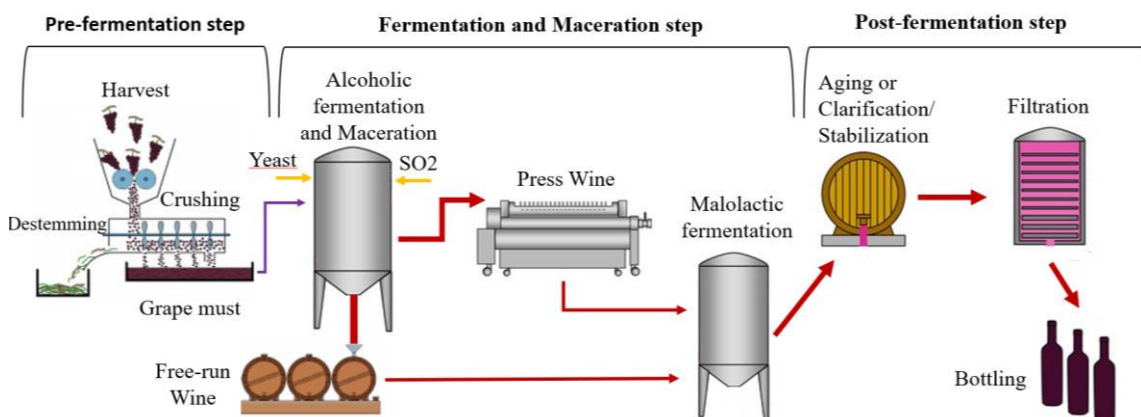 Pre-fermentation step
Fermentation and Maceration step
Post-fermentation step
Harvest
Destemming
Crushing
Grape must
Alcoholic
fermentation
and Maceration
Yeast
SO2
Free-run
Wine
Press Wine
Malolactic
fermentation
Aging or
Clarification/
Stabilization
Filtration
Bottling